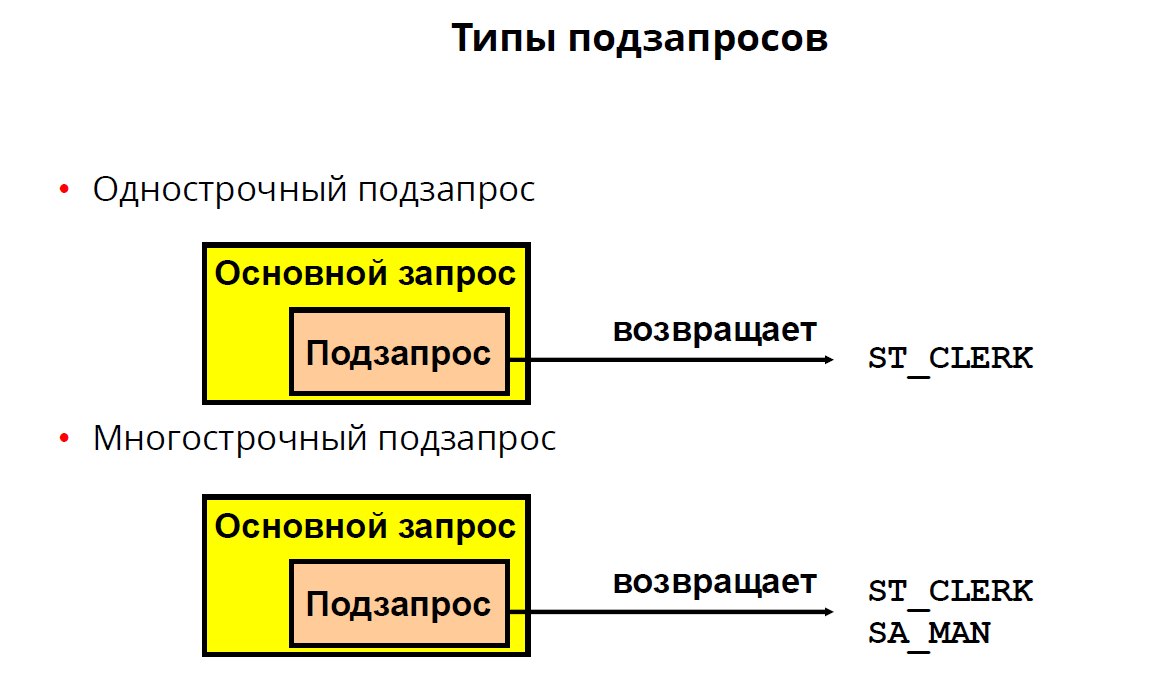 Типы подзапросов
• Однострочный подзапрос
Основной запрос
Подзапрос
возвращает
ST_CLERK
• Многострочный подзапрос
Основной запрос
Подзапрос
возвращает
ST_CLERK
SA_MAN